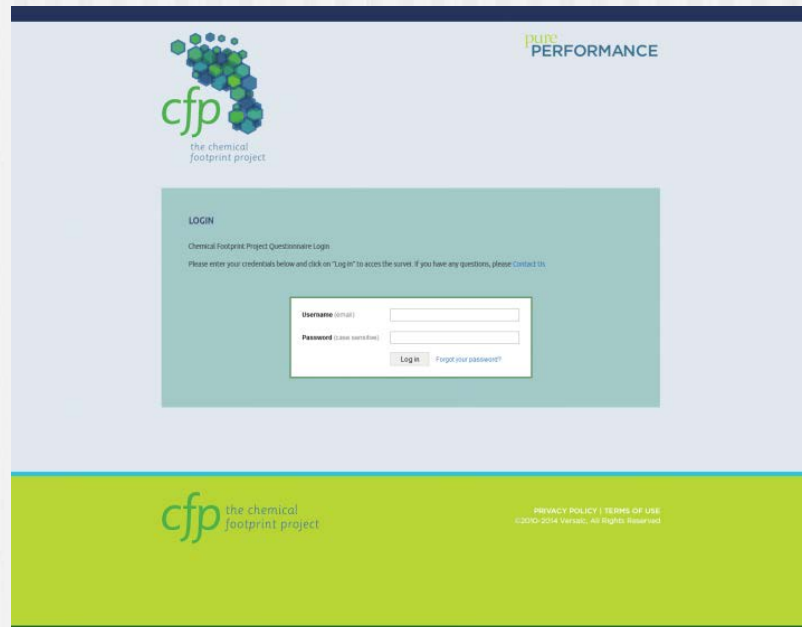 pure
PERFORMANCE
cfp
the chemical
footprint project
LOGIN
Chemical Footprint Project Questionnaire Login
Please enter your credentials below and click on "Log in" to acces the surver. If you have any questions, please Contact Us.
Username (email)
Password (case sensitive)
Log in Forgot your password?
cfp the chemical
footprint project
PRIVACY POLICY | TERMS OF USE
©2010-2014 Versaic, All Rights Reserved